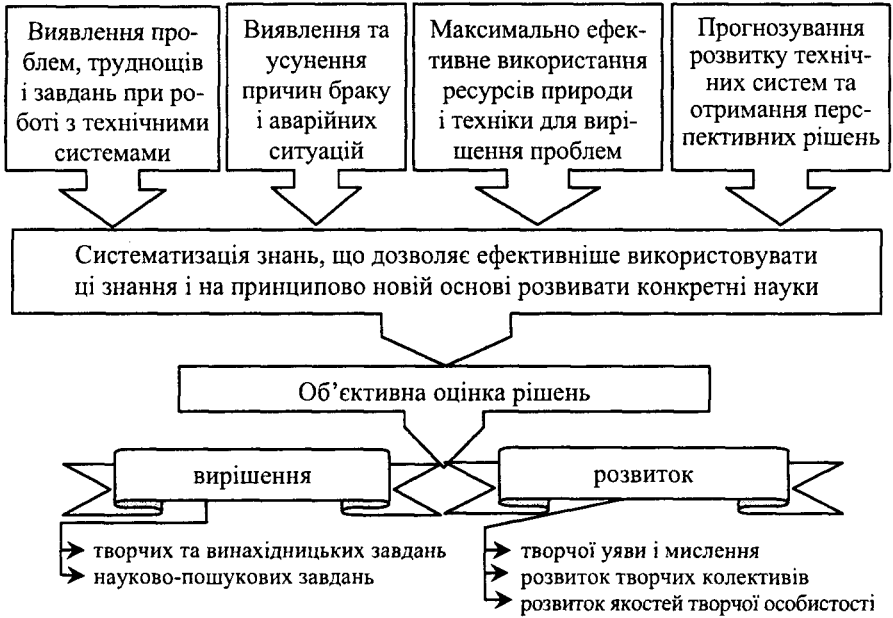 Виявлення про-
блем, труднощів
і завдань при ро-
боті з технічними
системами
Виявлення та
усунення
причин браку
і аварійних
ситуацій
Максимально ефек-
тивне використання
ресурсів природи
і техніки для вирі-
шення проблем
Прогнозування
розвитку техніч-
них систем та
отримання перс-
пективних рішень
Систематизація знань, що дозволяє ефективніше використовувати
ці знання і на принципово новій основі розвивати конкретні науки
Об’єктивна оцінка рішень
вирішення
творчих та винахідницьких завдань
науково-пошукових завдань
розвиток
творчої уяви і мислення
розвиток творчих колективів
розвиток якостей творчої особистості